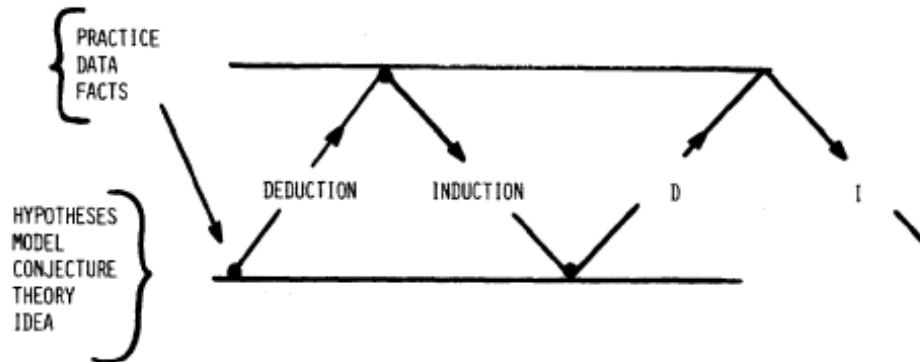 PRACTICE
DATA
FACTS
DEDUCTION INDUCTION D I
HYPOTHESES
MODEL
CONJECTURE
THEORY
IDEA